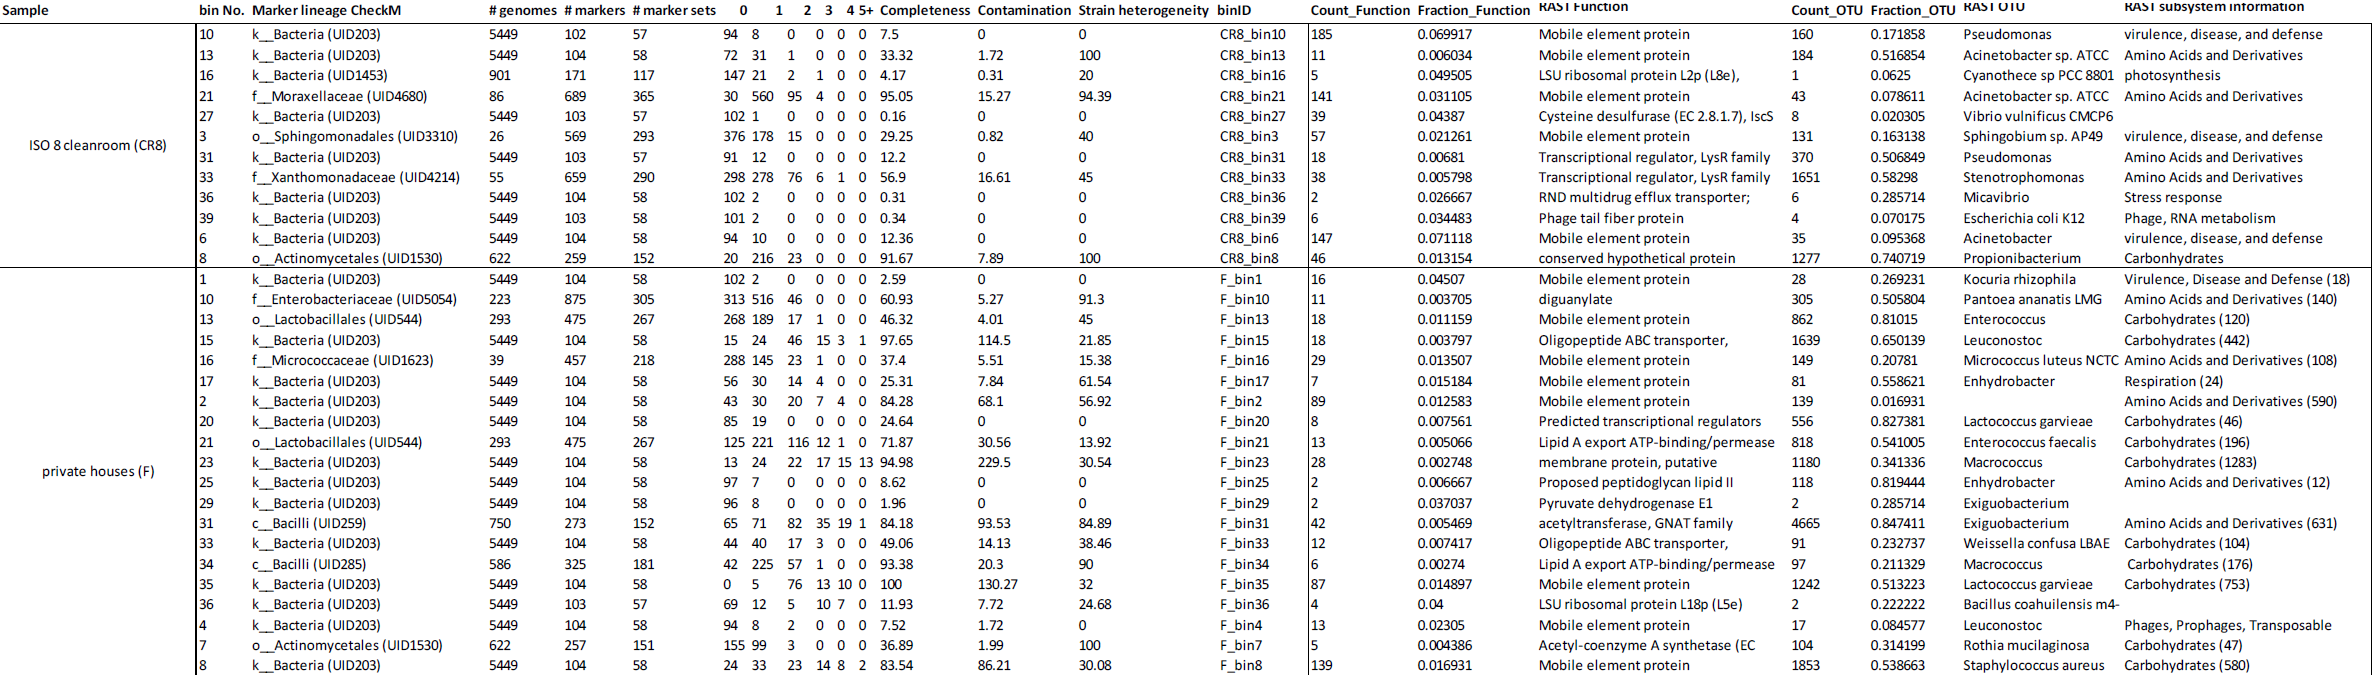 Sample bin No. Marker lineage CheckM # genomes # markers # marker sets 0 1 2 3 4 5+ Completeness Contamination Strain heterogeneity binID Count_Function Fraction_Function RAST Function Count_OTU Fraction_OTU RAST OTU RAST subsystem information
10 k__Bacteria (UID203) 5449 102 57 94 8 0 0 0 0 7.5 0 0 CR8_bin10 185 0.069917 Mobile element protein 160 0.171858 Pseudomonas virulence, disease, and defense
13 k__Bacteria (UID203) 5449 104 58 72 31 1 0 0 0 33.32 1.72 100 CR8_bin13 11 0.006034 Mobile element protein 184 0.516854 Acinetobacter sp. ATCC Amino Acids and Derivatives
16 k__Bacteria (UID1453) 901 171 117 147 21 2 1 0 0 4.17 0.31 20 CR8_bin16 5 0.049505 LSU ribosomal protein L2p (L8e), 1 0.0625 Cyanothece sp PCC 8801 photosynthesis
21 f__Moraxellaceae (UID4680) 86 689 365 30 560 95 4 0 0 95.05 15.27 94.39 CR8_bin21 141 0.031105 Mobile element protein 43 0.078611 Acinetobacter sp. ATCC Amino Acids and Derivatives
27 k__Bacteria (UID203) 5449 103 57 102 1 0 0 0 0 0.16 0 0 CR8_bin27 39 0.04387 Cysteine desulfurase (EC 2.8.1.7), IscS 8 0.020305 Vibrio vulnificus CMCP6
3 o__Sphingomonadales (UID3310) 26 569 293 376 178 15 0 0 0 29.25 0.82 40 CR8_bin3 57 0.021261 Mobile element protein 131 0.163138 Sphingobium sp. AP49 virulence, disease, and defense
ISO 8 cleanroom (CR8)
31 k__Bacteria (UID203) 5449 103 57 91 12 0 0 0 0 12.2 0 0 CR8_bin31 18 0.00681 Transcriptional regulator, LysR family 370 0.506849 Pseudomonas Amino Acids and Derivatives
33 f__Xanthomonadaceae (UID4214) 55 659 290 298 278 76 6 1 0 56.9 16.61 45 CR8_bin33 38 0.005798 Transcriptional regulator, LysR family 1651 0.58298 Stenotrophomonas Amino Acids and Derivatives
36 k__Bacteria (UID203) 5449 104 58 102 2 0 0 0 0 0.31 0 0 CR8_bin36 2 0.026667 RND multidrug efflux transporter; 6 0.285714 Micavibrio Stress response
39 k__Bacteria (UID203) 5449 103 58 101 2 0 0 0 0 0.34 0 0 CR8_bin39 6 0.034483 Phage tail fiber protein 4 0.070175 Escherichia coli K12 Phage, RNA metabolism
6 k__Bacteria (UID203) 5449 104 58 94 10 0 0 0 0 12.36 0 0 CR8_bin6 147 0.071118 Mobile element protein 35 0.095368 Acinetobacter virulence, disease, and defense
8 o__Actinomycetales (UID1530) 622 259 152 20 216 23 0 0 0 91.67 7.89 100 CR8_bin8 46 0.013154 conserved hypothetical protein 1277 0.740719 Propionibacterium Carbonhydrates
1 k__Bacteria (UID203) 5449 104 58 102 2 0 0 0 0 2.59 0 0 F_bin1 16 0.04507 Mobile element protein 28 0.269231 Kocuria rhizophila Virulence, Disease and Defense (18)
10 f__Enterobacteriaceae (UID5054) 223 875 305 313 516 46 0 0 0 60.93 5.27 91.3 F_bin10 11 0.003705 diguanylate 305 0.505804 Pantoea ananatis LMG Amino Acids and Derivatives (140)
13 o__Lactobacillales (UID544) 293 475 267 268 189 17 1 0 0 46.32 4.01 45 F_bin13 18 0.011159 Mobile element protein 862 0.81015 Enterococcus Carbohydrates (120)
15 k__Bacteria (UID203) 5449 104 58 15 24 46 15 3 1 97.65 114.5 21.85 F_bin15 18 0.003797 Oligopeptide ABC transporter, 1639 0.650139 Leuconostoc Carbohydrates (442)
16 f__Micrococcaceae (UID1623) 39 457 218 288 145 23 1 0 0 37.4 5.51 15.38 F_bin16 29 0.013507 Mobile element protein 149 0.20781 Micrococcus luteus NCTC Amino Acids and Derivatives (108)
17 k__Bacteria (UID203) 5449 104 58 56 30 14 4 0 0 25.31 7.84 61.54 F_bin17 7 0.015184 Mobile element protein 81 0.558621 Enhydrobacter Respiration (24)
2 k__Bacteria (UID203) 5449 104 58 43 30 20 7 4 0 84.28 68.1 56.92 F_bin2 89 0.012583 Mobile element protein 139 0.016931 Amino Acids and Derivatives (590)
20 k__Bacteria (UID203) 5449 104 58 85 19 0 0 0 0 24.64 0 0 F_bin20 8 0.007561 Predicted transcriptional regulators 556 0.827381 Lactococcus garvieae Carbohydrates (46)
21 o__Lactobacillales (UID544) 293 475 267 125 221 116 12 1 0 71.87 30.56 13.92 F_bin21 13 0.005066 Lipid A export ATP-binding/permease 818 0.541005 Enterococcus faecalis Carbohydrates (196)
23 k__Bacteria (UID203) 5449 104 58 13 24 22 17 15 13 94.98 229.5 30.54 F_bin23 28 0.002748 membrane protein, putative 1180 0.341336 Macrococcus Carbohydrates (1283)
private houses (F)
25 k__Bacteria (UID203) 5449 104 58 97 7 0 0 0 0 8.62 0 0 F_bin25 2 0.006667 Proposed peptidoglycan lipid II 118 0.819444 Enhydrobacter Amino Acids and Derivatives (12)
29 k__Bacteria (UID203) 5449 104 58 96 8 0 0 0 0 1.96 0 0 F_bin29 2 0.037037 Pyruvate dehydrogenase E1 2 0.285714 Exiguobacterium
31 c__Bacilli (UID259) 750 273 152 65 71 82 35 19 1 84.18 93.53 84.89 F_bin31 42 0.005469 acetyltransferase, GNAT family 4665 0.847411 Exiguobacterium Amino Acids and Derivatives (631)
33 k__Bacteria (UID203) 5449 104 58 44 40 17 3 0 0 49.06 14.13 38.46 F_bin33 12 0.007417 Oligopeptide ABC transporter, 91 0.232737 Weissella confusa LBAE Carbohydrates (104)
34 c__Bacilli (UID285) 586 325 181 42 225 57 1 0 0 93.38 20.3 90 F_bin34 6 0.00274 Lipid A export ATP-binding/permease 97 0.211329 Macrococcus Carbohydrates (176)
35 k__Bacteria (UID203) 5449 104 58 0 5 76 13 10 0 100 130.27 32 F_bin35 87 0.014897 Mobile element protein 1242 0.513223 Lactococcus garvieae Carbohydrates (753)
36 k__Bacteria (UID203) 5449 103 57 69 12 5 10 7 0 11.93 7.72 24.68 F_bin36 4 0.04 LSU ribosomal protein L18p (L5e) 2 0.222222 Bacillus coahuilensis m4-
4 k__Bacteria (UID203) 5449 104 58 94 8 2 0 0 0 7.52 1.72 0 F_bin4 13 0.02305 Mobile element protein 17 0.084577 Leuconostoc Phages, Prophages, Transposable
7 o__Actinomycetales (UID1530) 622 257 151 155 99 3 0 0 0 36.89 1.99 100 F_bin7 5 0.004386 Acetyl-coenzyme A synthetase (EC 104 0.314199 Rothia mucilaginosa Carbohydrates (47)
8 k__Bacteria (UID203) 5449 104 58 24 33 23 14 8 2 83.54 86.21 30.08 F_bin8 139 0.016931 Mobile element protein 1853 0.538663 Staphylococcus aureus Carbohydrates (580)